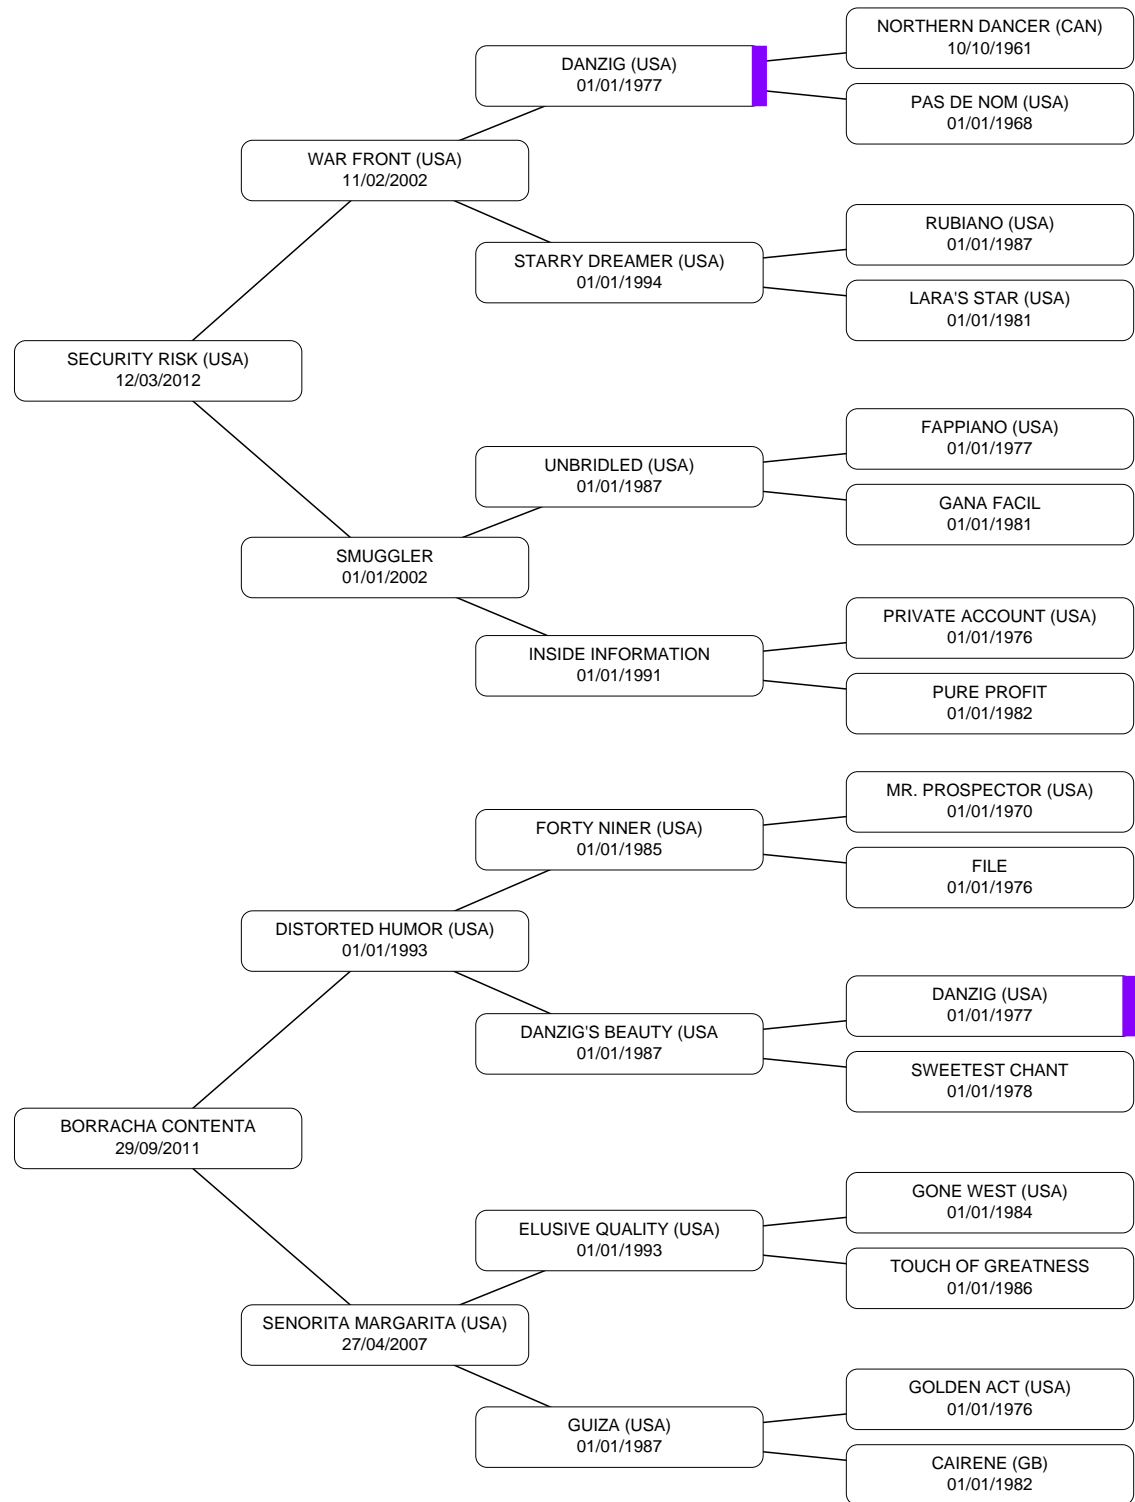 NORTHERN DANCER (CAN)
10/10/1961
DANZIG (USA)
01/01/1977
PAS DE NOM (USA)
01/01/1968
WAR FRONT (USA)
11/02/2002
RUBIANO (USA)
01/01/1987
STARRY DREAMER (USA)
01/01/1994
LARA'S STAR (USA)
01/01/1981
SECURITY RISK (USA)
12/03/2012
FAPPIANO (USA)
01/01/1977
UNBRIDLED (USA)
01/01/1987
GANA FACIL
01/01/1981
SMUGGLER
01/01/2002
PRIVATE ACCOUNT (USA)
01/01/1976
INSIDE INFORMATION
01/01/1991
PURE PROFIT
01/01/1982
MR. PROSPECTOR (USA)
01/01/1970
FORTY NINER (USA)
01/01/1985
FILE
01/01/1976
DISTORTED HUMOR (USA)
01/01/1993
DANZIG (USA)
01/01/1977
DANZIG'S BEAUTY (USA
01/01/1987
SWEETEST CHANT
01/01/1978
BORRACHA CONTENTA
29/09/2011
GONE WEST (USA)
01/01/1984
ELUSIVE QUALITY (USA)
01/01/1993
TOUCH OF GREATNESS
01/01/1986
SENORITA MARGARITA (USA)
27/04/2007
GOLDEN ACT (USA)
01/01/1976
GUIZA (USA)
01/01/1987
CAIRENE (GB)
01/01/1982